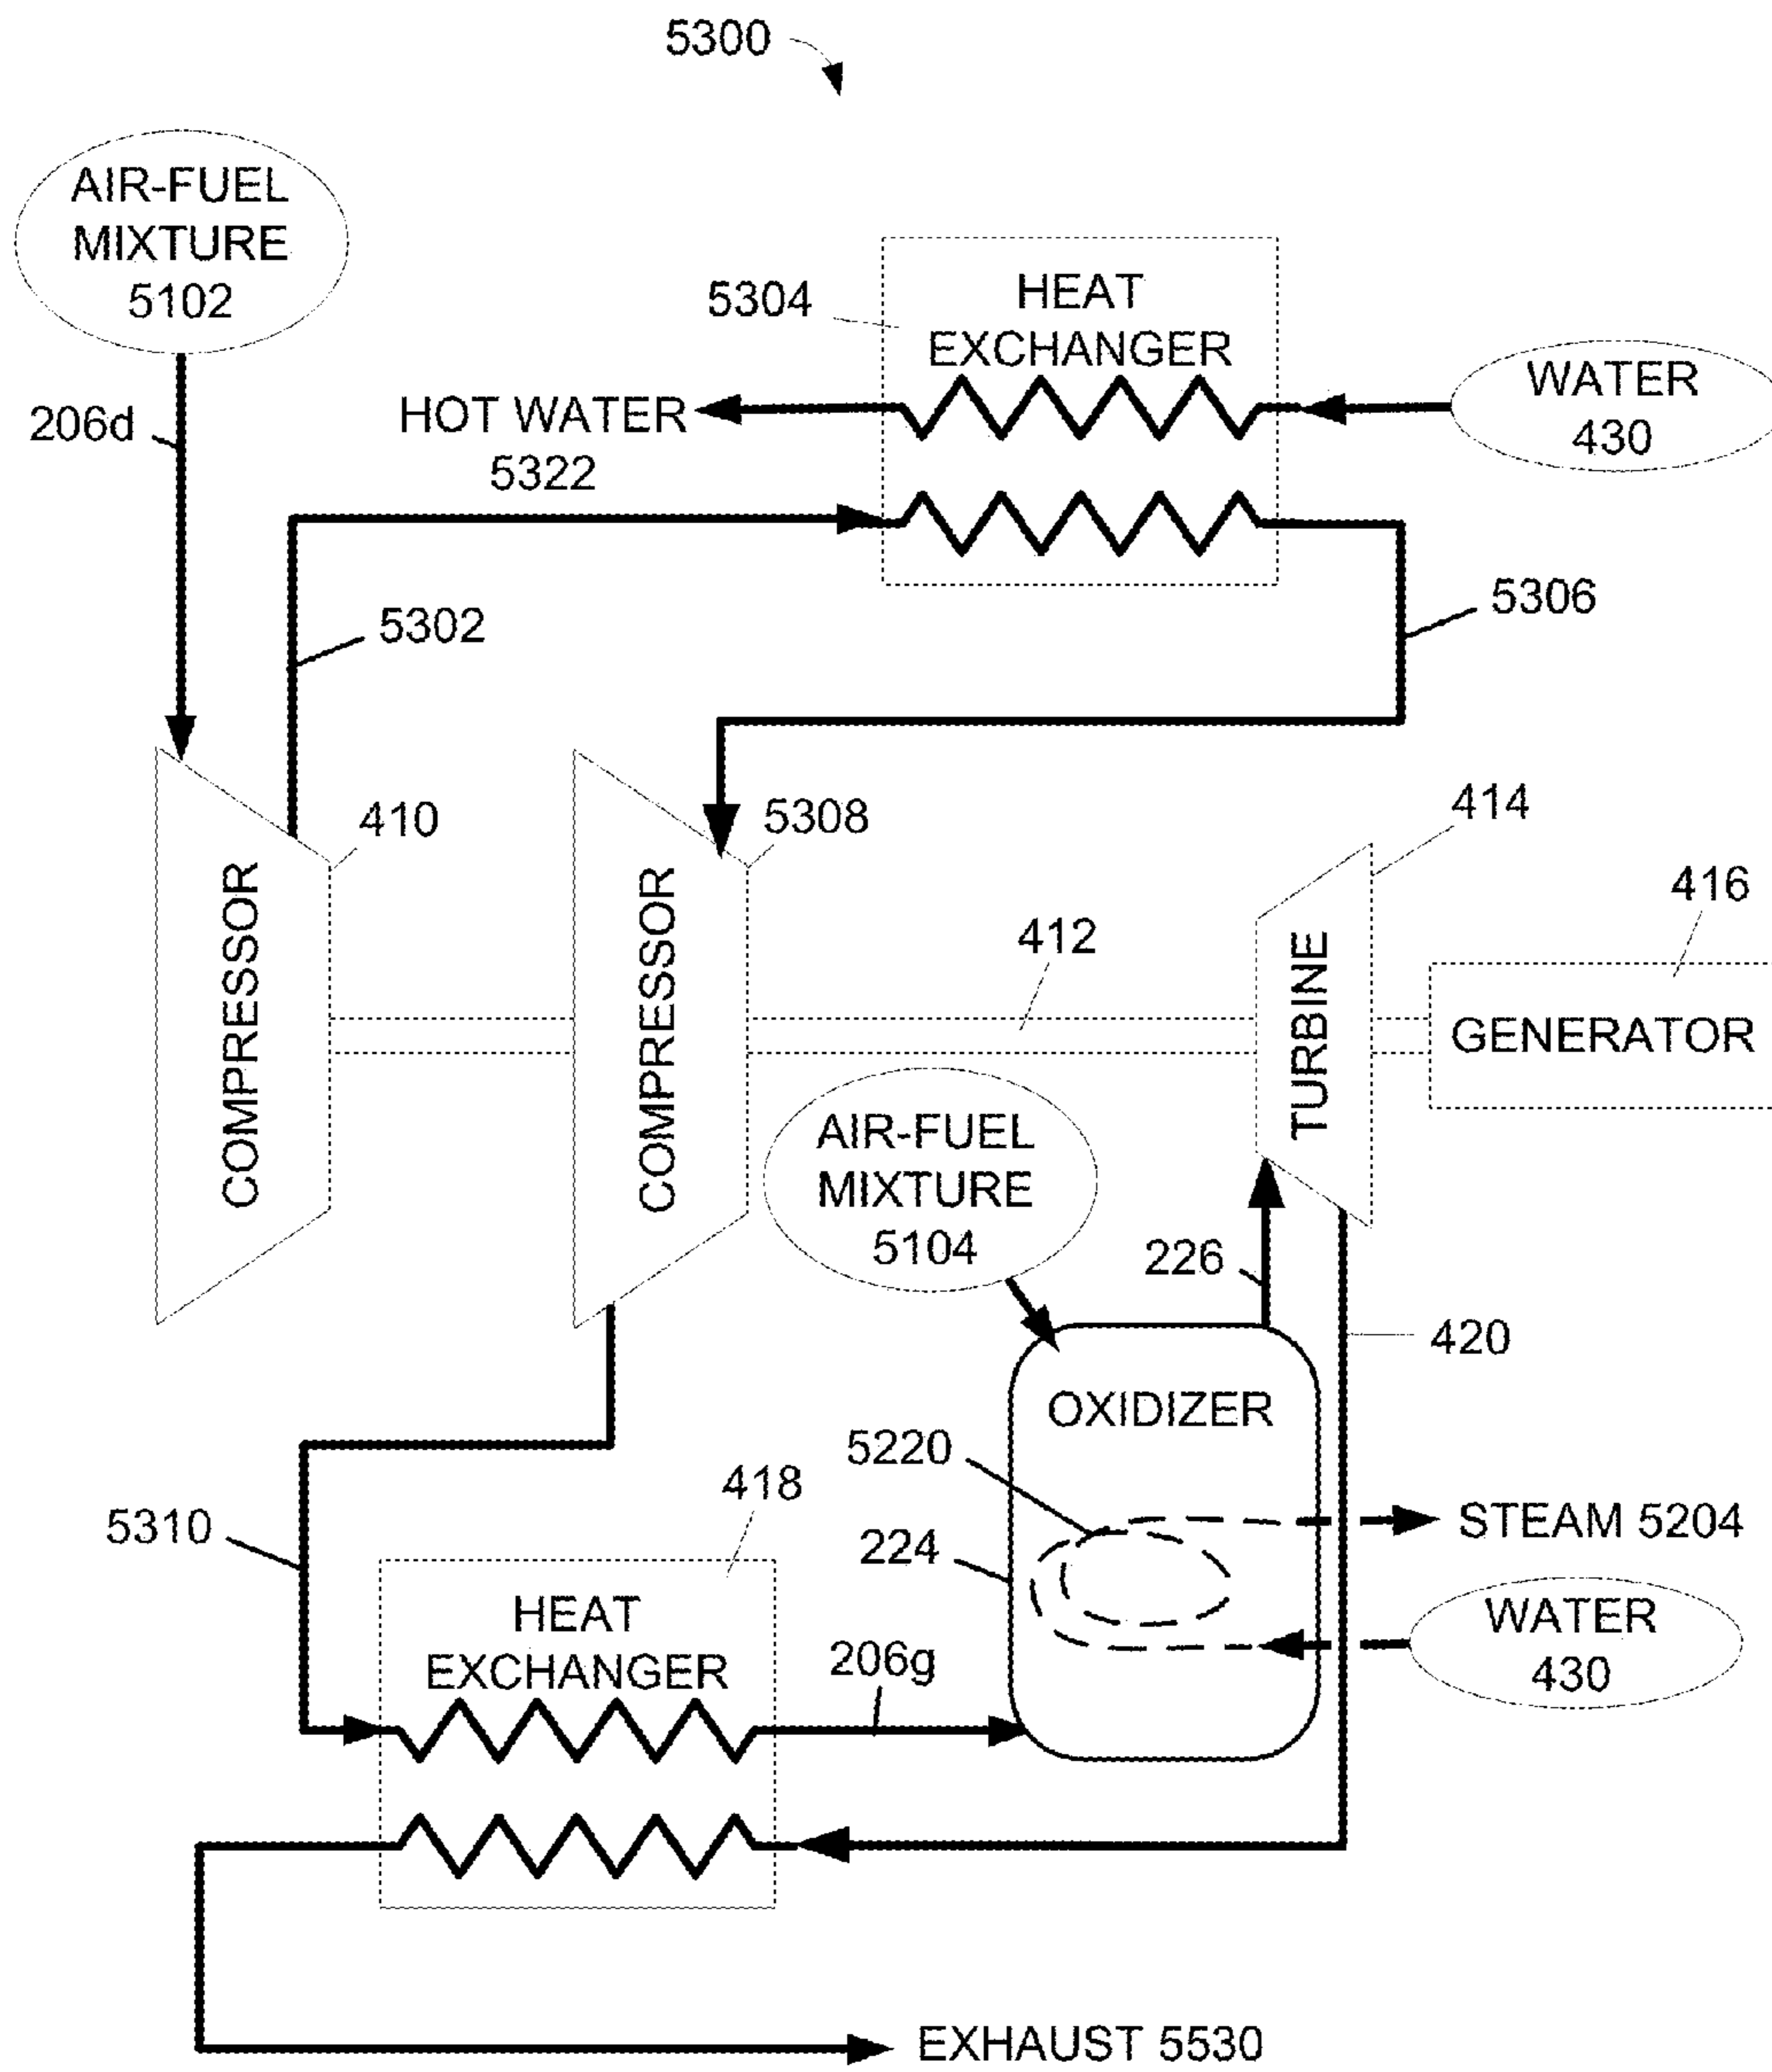 5300
AIR-FUEL
MIXTURE
5102
5304
HEAT
EXCHANGER
WATER
430
206d
HOT WATER
5322
5302
5306
410
5308
414
416
COMPRESSOR
COMPRESSOR
412
TURBINE
GENERATOR
AIR-FUEL
MIXTURE
5104
226
420
OXIDIZER
5220
418
5310
224
STEAM 5204
HEAT
EXCHANGER
206g
WATER
430
EXHAUST 5530